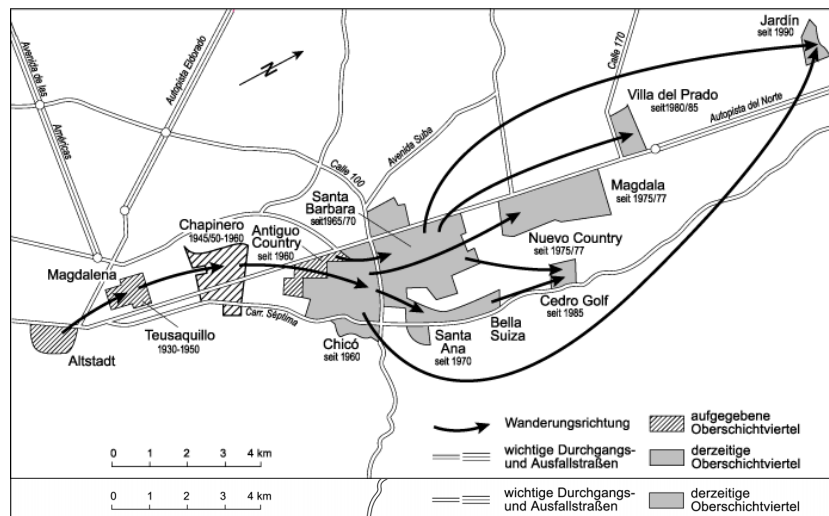 Jardín
seit 1990
Avenida de las
Américas
Autopista Eldorado
N
Calle 170
Villa del Prado
seit1980/85
Autopista del Norte
Avenida Suba
Calle 100
Santa
Barbara
seit1965/70
Magdala
seit 1975/77
Chapinero
1945/50-1960
Antiguo
Country
seit 1960
Nuevo Country
seit 1975/77
Magdalena
Cedro Golf
seit 1985
Carr. Séptima
Bella
Suiza
Teusaquillo
1930-1950
Santa
Ana
seit 1970
Chicó
seit 1960
Altstadt
Wanderungsrichtung
aufgegebene
Oberschichtviertel
wichtige Durchgangs-
und Ausfallstraßen
derzeitige
Oberschichtviertel
0 1 2 3 4 km
wichtige Durchgangs-
und Ausfallstraßen
derzeitige
Oberschichtviertel
0 1 2 3 4 km